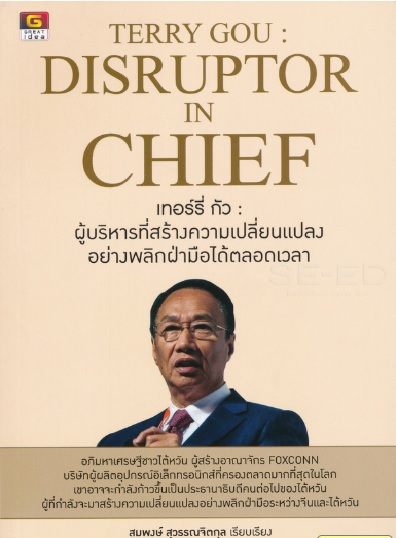 G
GREAT
idea
TERRY GOU :
DISRUPTOR
IN
CHIEF
เทอร์รี่ กัว :
ผู้บริหารที่สร้างความเปลี่ยนแปลง
อย่างพลิกฝ่ามือได้ตลอดเวลา
SE-ED
อภิมหาเศรษฐีชาวไต้หวัน ผู้สร้างอาณาจักร FOXCONN
บริษัทผู้ผลิตอุปกรณ์อิเล็กทรอนิกส์ที่ครองตลาดมากที่สุดในโลก
เขาอาจจะกำลังก้าวขึ้นเป็นประธานาธิบดีคนต่อไปของไต้หวัน
ผู้ที่กำลังจะมาสร้างความเปลี่ยนแปลงอย่างพลิกฝ่ามือระหว่างจีนและไต้หวัน
สมพงษ์ สุวรรณจิตกุล เรียบเรียง